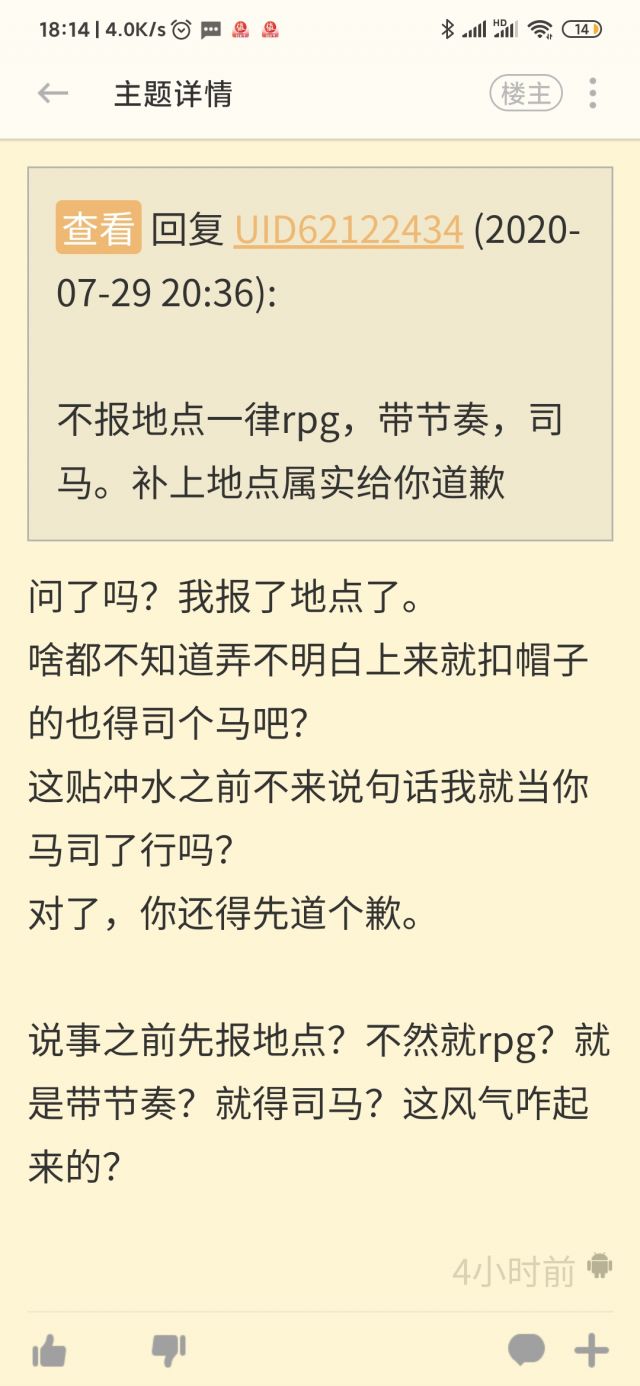 18:14 | 4.0K/s HD 14
主题详情 楼主
查看 回复 UID62122434 (2020-
07-29 20:36):
不报地点一律rpg，带节奏，司
马。补上地点属实给你道歉
问了吗？我报了地点了。
啥都不知道弄不明白上来就扣帽子
的也得司个马吧？
这贴冲水之前不来说句话我就当你
马司了行吗？
对了，你还得先道个歉。
说事之前先报地点？不然就rpg？就
是带节奏？就得司马？这风气咋起
来的？
4小时前